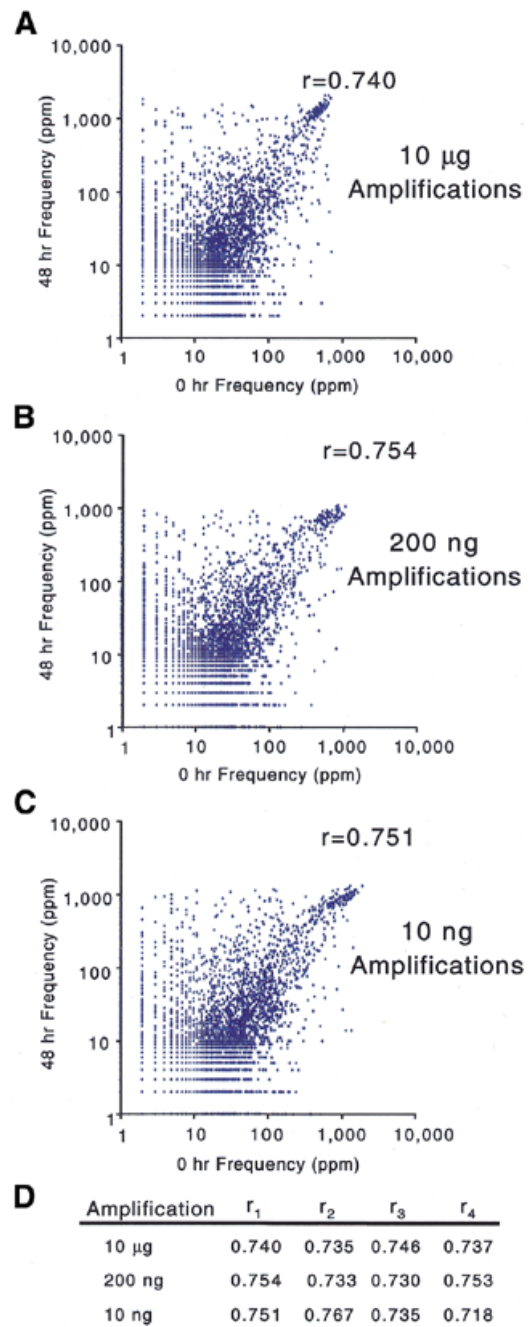 A
10,000
1,000
100
10
1
48 hr Frequency (ppm)
r=0.740
10 µg
Amplifications
1 10 100 1,000 10,000
0 hr Frequency (ppm)
B
10,000
1,000
100
10
1
48 hr Frequency (ppm)
r=0.754
200 ng
Amplifications
1 10 100 1,000 10,000
0 hr Frequency (ppm)
C
10,000
1,000
100
10
1
48 hr Frequency (ppm)
r=0.751
10 ng
Amplifications
1 10 100 1,000 10,000
0 hr Frequency (ppm)
D
Amplification r₁ r₂ r₃ r₄
10 µg 0.740 0.735 0.746 0.737
200 ng 0.754 0.733 0.730 0.753
10 ng 0.751 0.767 0.735 0.718